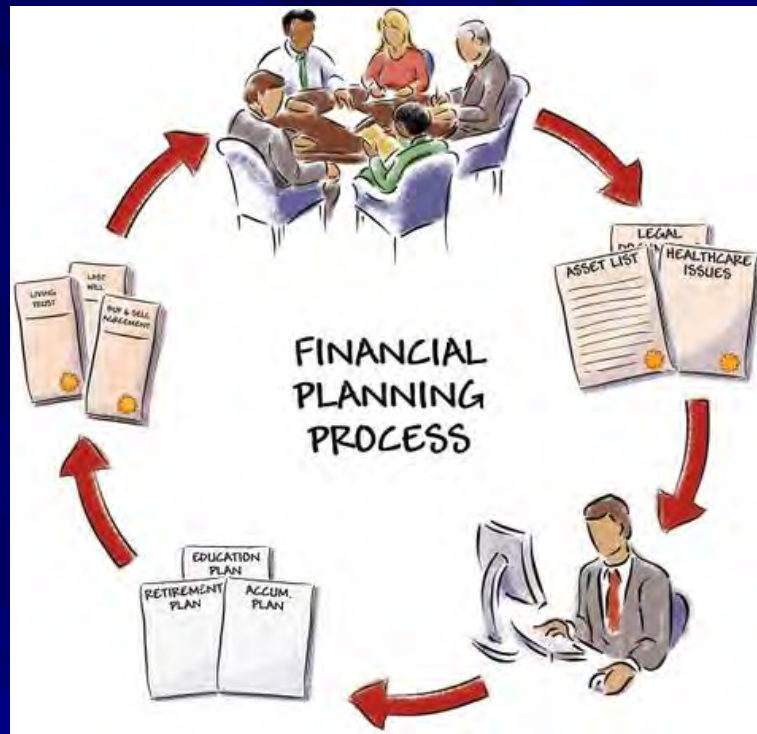 LEGAL
ASSET LIST
HEALTHCARE
ISSUES
LIVING
TRUST
LAST
WILL
BUY & SELL
AGREEMENT
FINANCIAL
PLANNING
PROCESS
EDUCATION
PLAN
RETIREMENT
PLAN
ACCUM.
PLAN